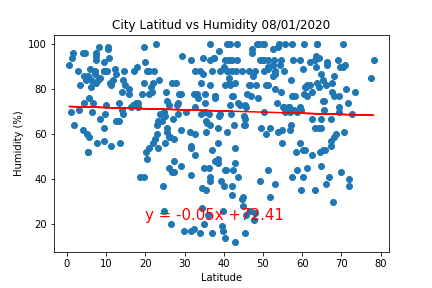 City Latitud vs Humidity 08/01/2020
100
80
60
40
20
Humidity (%)
y = -0.05x +72.41
0 10 20 30 40 50 60 70 80
Latitude